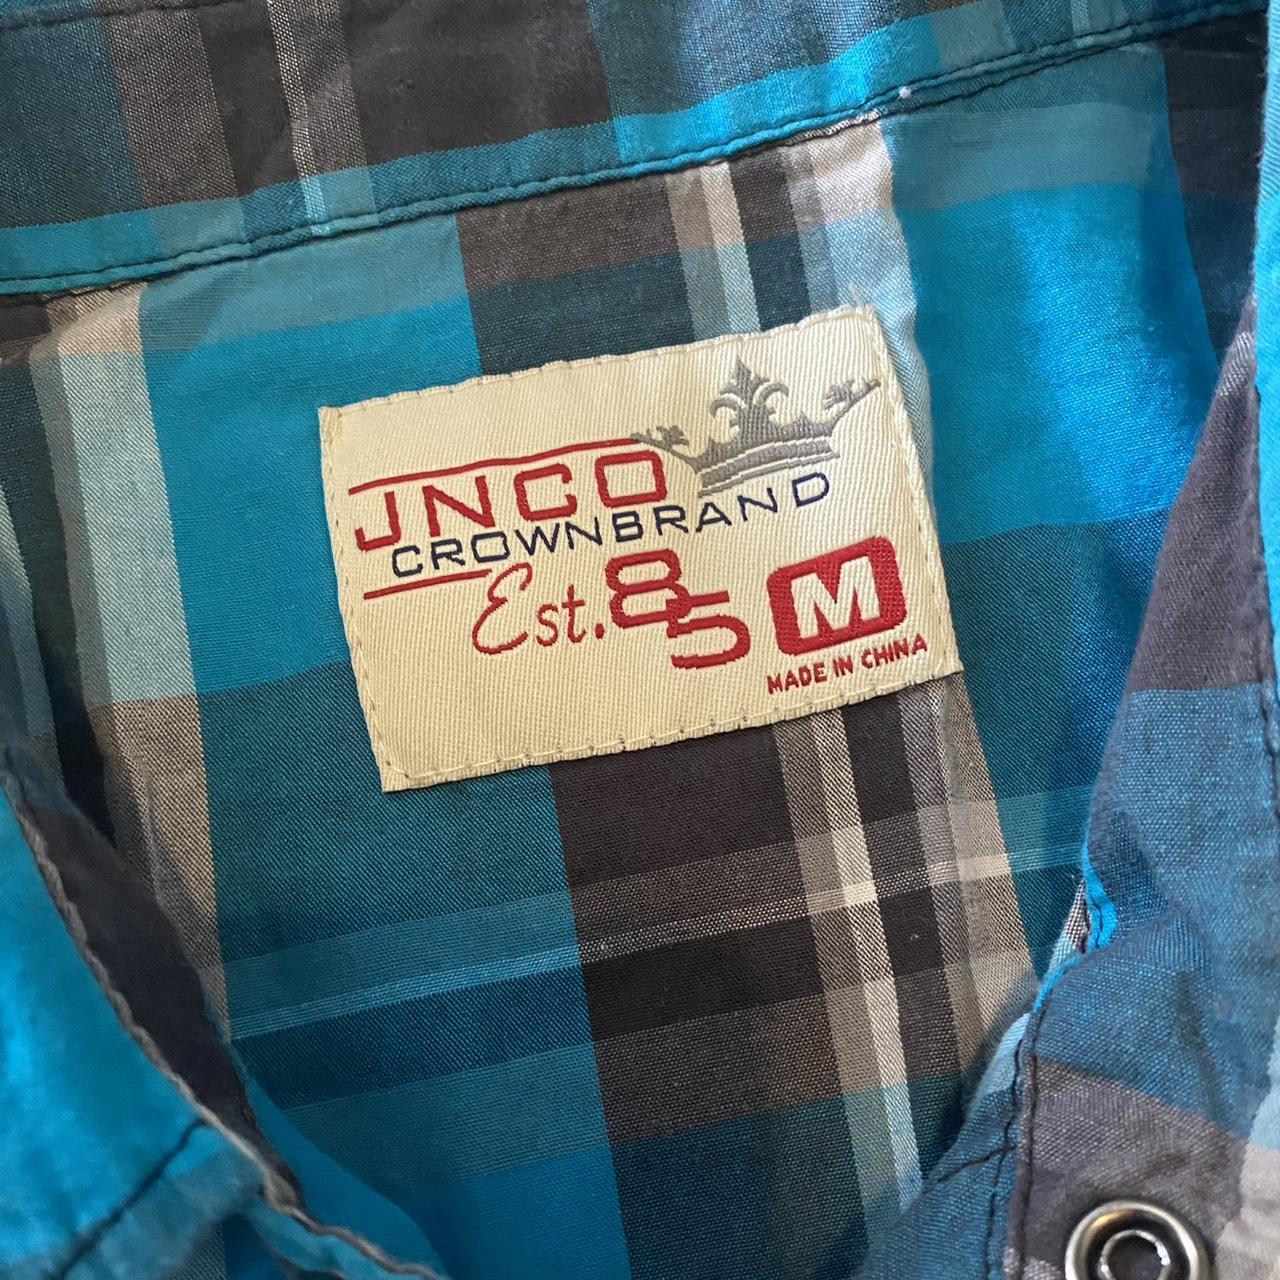 JNCO
CROWNBRAND
Est. 85 M
MADE IN CHINA